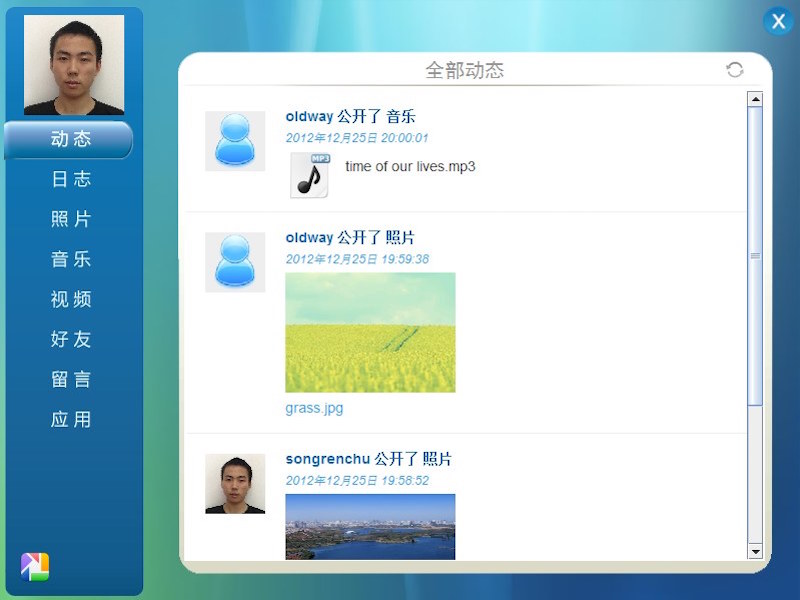 动态
日志
照片
音乐
视频
好友
留言
应用
全部动态
oldway 公开了 音乐
2012年12月25日 20:00:01
MP3
time of our lives.mp3
oldway 公开了 照片
2012年12月25日 19:59:38
grass.jpg
songrenchu 公开了 照片
2012年12月25日 19:58:52
X